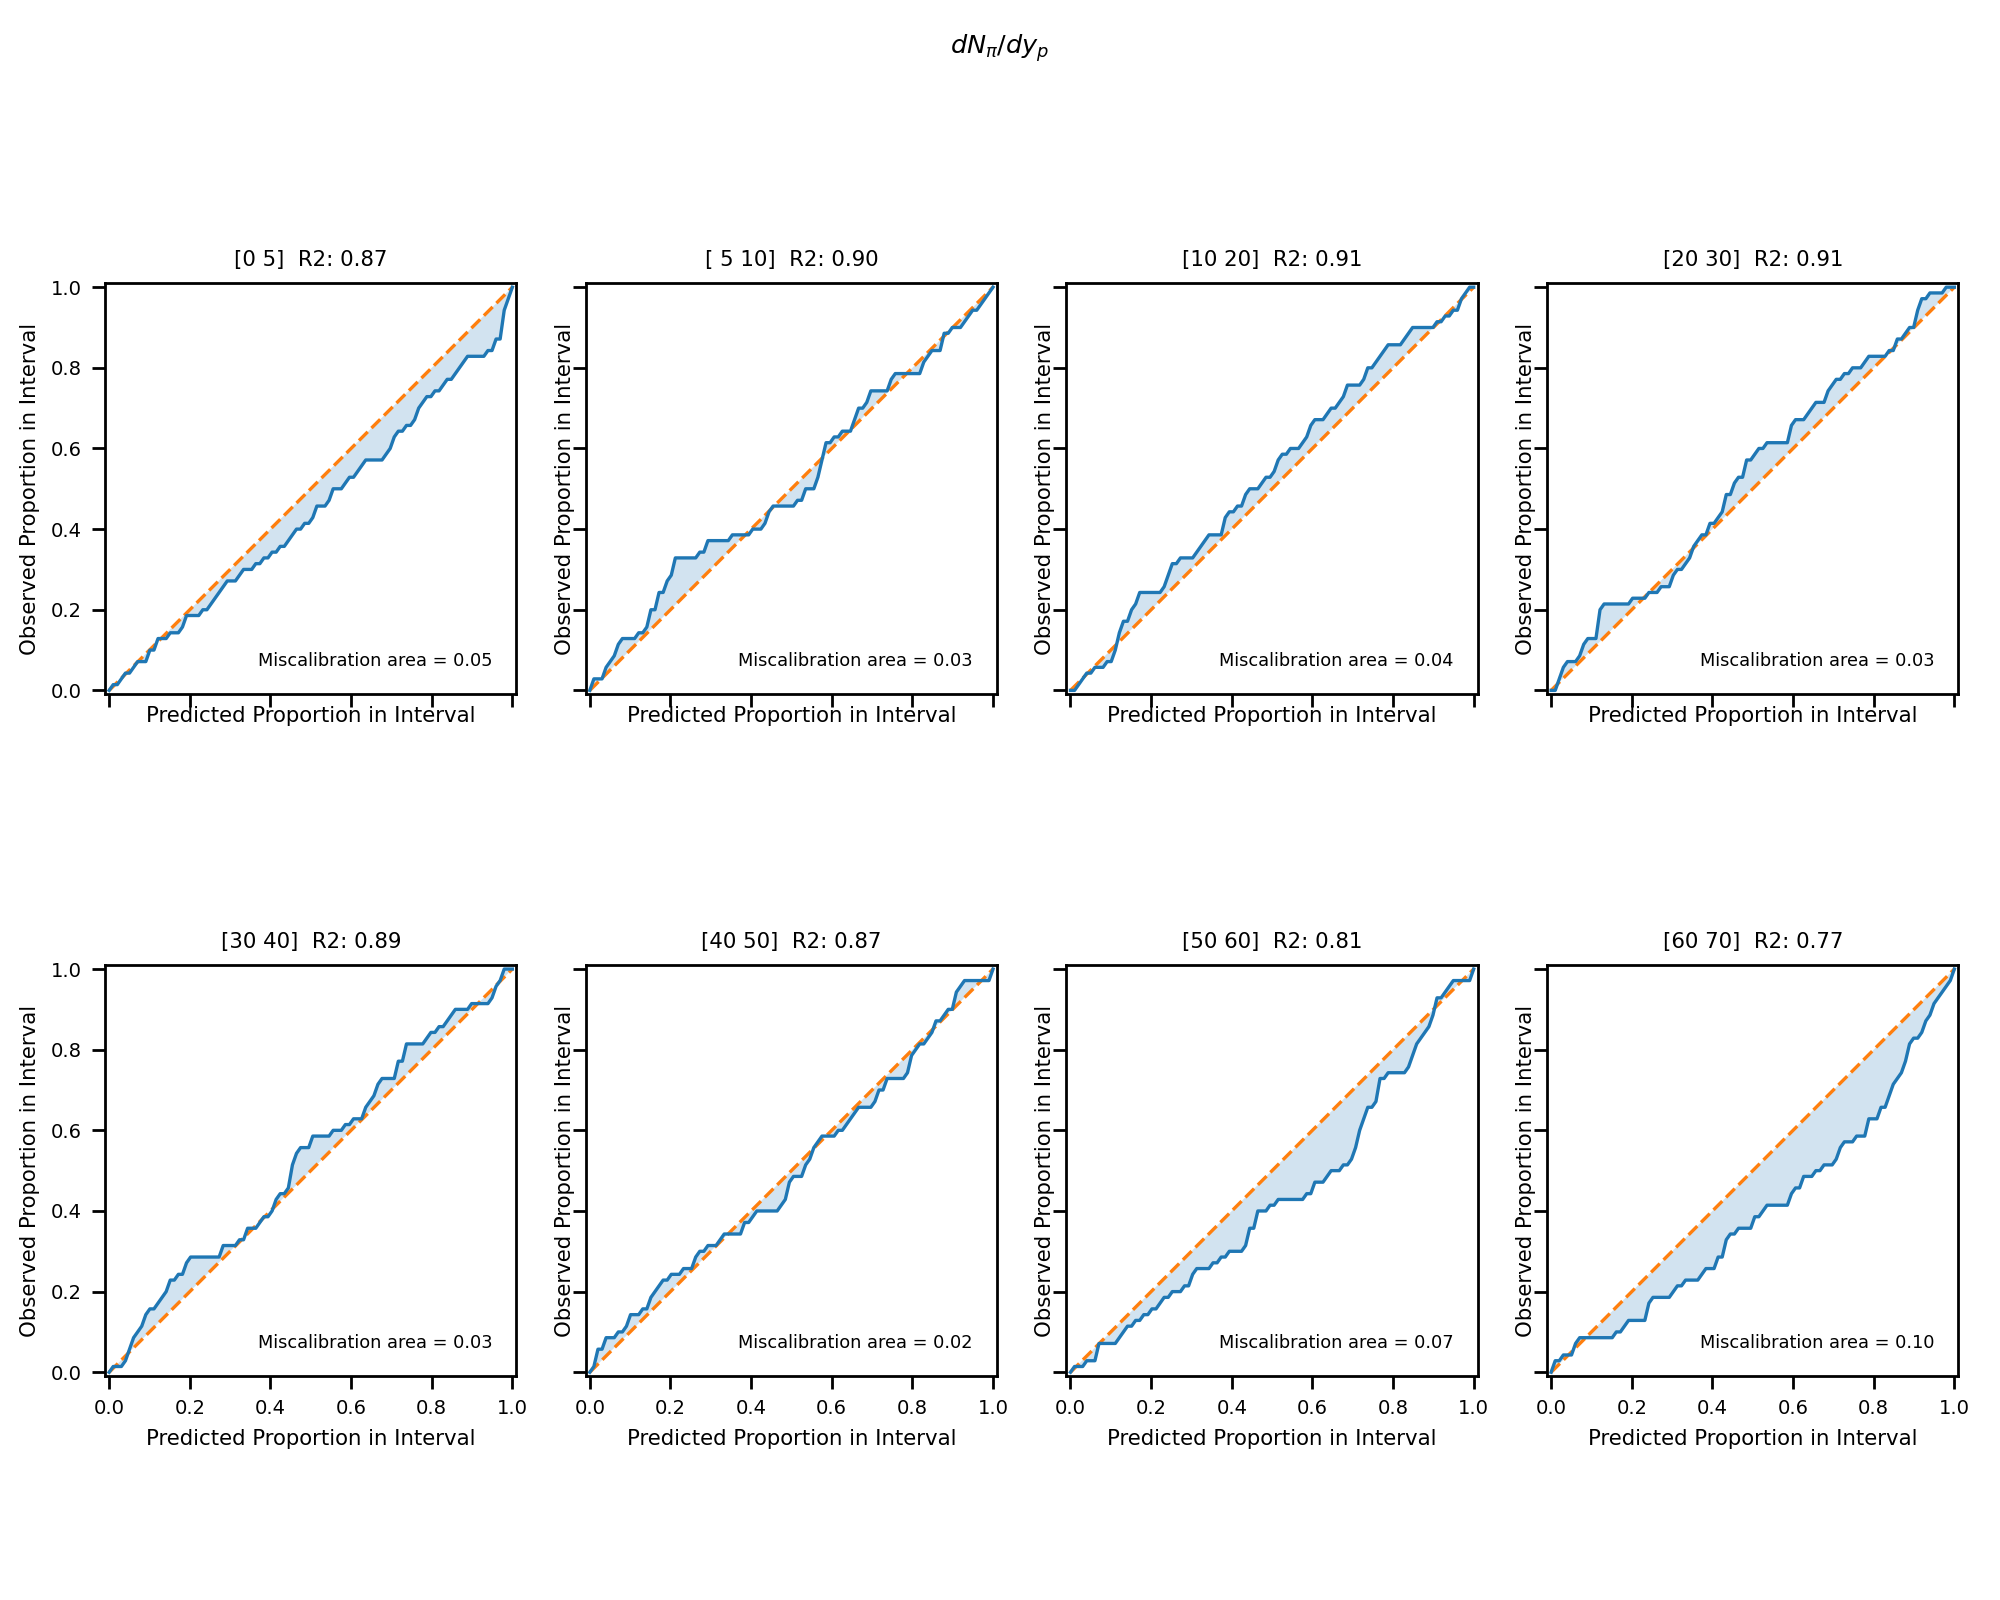 dNπ/dyp
[0 5]  R2: 0.87
[ 5 10]  R2: 0.90
[10 20]  R2: 0.91
[20 30]  R2: 0.91
Observed Proportion in Interval
1.0
0.8
0.6
0.4
0.2
0.0
Miscalibration area = 0.05
Predicted Proportion in Interval
Observed Proportion in Interval
Miscalibration area = 0.03
Predicted Proportion in Interval
Observed Proportion in Interval
Miscalibration area = 0.04
Predicted Proportion in Interval
Observed Proportion in Interval
Miscalibration area = 0.03
Predicted Proportion in Interval
[30 40]  R2: 0.89
[40 50]  R2: 0.87
[50 60]  R2: 0.81
[60 70]  R2: 0.77
Observed Proportion in Interval
1.0
0.8
0.6
0.4
0.2
0.0
Miscalibration area = 0.03
0.0 0.2 0.4 0.6 0.8 1.0
Predicted Proportion in Interval
Observed Proportion in Interval
Miscalibration area = 0.02
0.0 0.2 0.4 0.6 0.8 1.0
Predicted Proportion in Interval
Observed Proportion in Interval
Miscalibration area = 0.07
0.0 0.2 0.4 0.6 0.8 1.0
Predicted Proportion in Interval
Observed Proportion in Interval
Miscalibration area = 0.10
0.0 0.2 0.4 0.6 0.8 1.0
Predicted Proportion in Interval